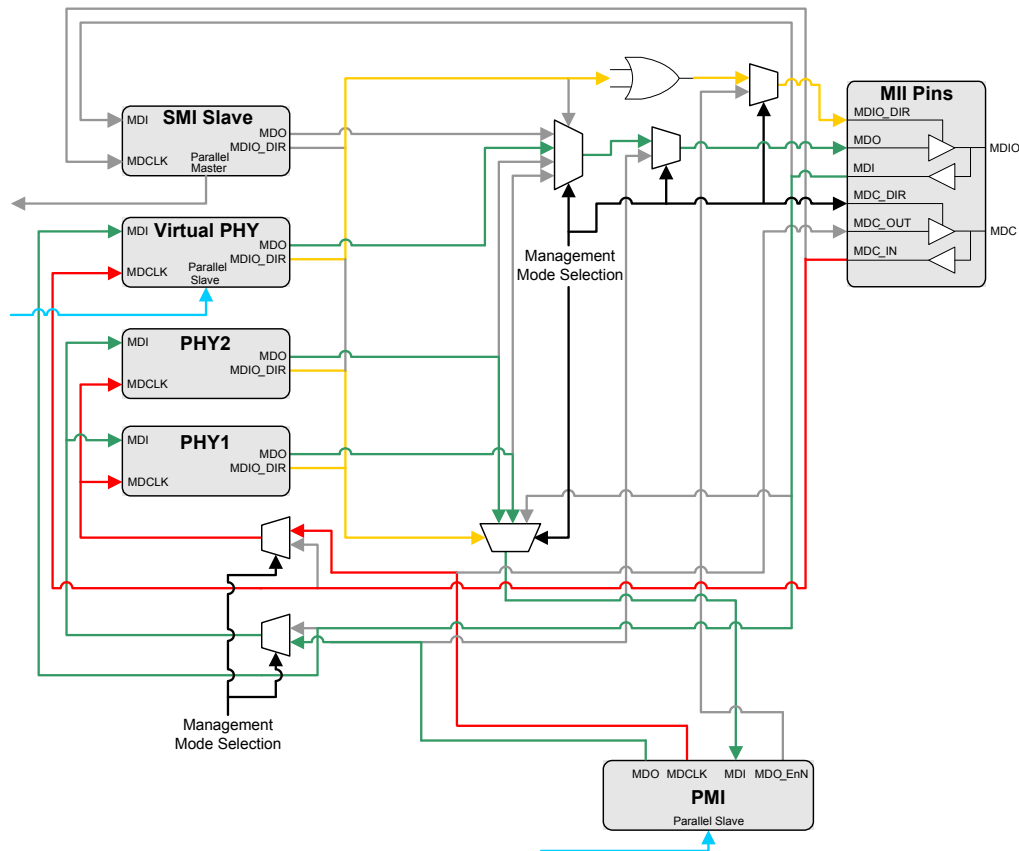 MII Pins
MDIO_DIR
MDO
MDIO
MDI
MDC_DIR
MDC_OUT
MDC
MDC_IN
SMI Slave
MDI
MDO
MDIO_DIR
MDCLK
Parallel
Master
Virtual PHY
MDI
MDO
MDIO_DIR
MDCLK
Parallel
Slave
Management
Mode Selection
PHY2
MDI
MDO
MDIO_DIR
MDCLK
PHY1
MDI
MDO
MDIO_DIR
MDCLK
Management
Mode Selection
MDO MDCLK MDI MDO_EnN
PMI
Parallel Slave